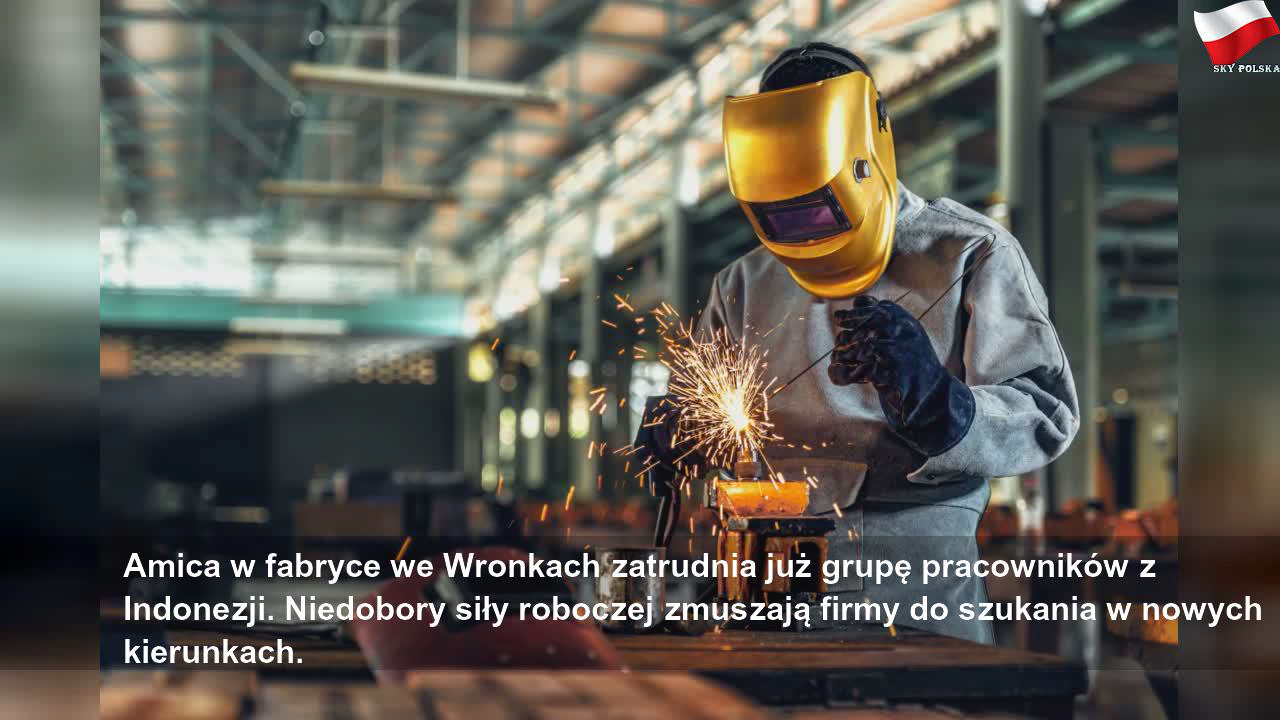 SKY POLSKA
Amica w fabryce we Wronkach zatrudnia już grupę pracowników z
Indonezji. Niedobory siły roboczej zmuszają firmy do szukania w nowych
kierunkach.